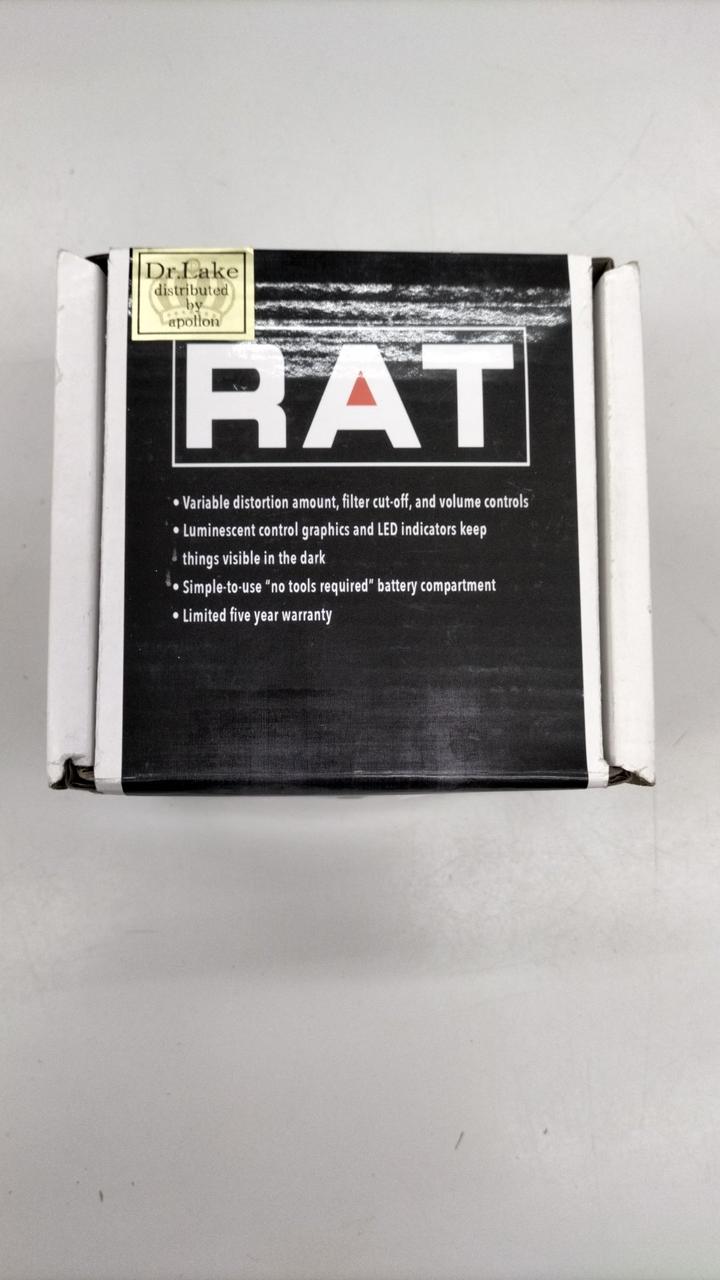 Dr.Lake
distributed
by
apollon
RAT
• Variable distortion amount, filter cut-off, and volume controls
• Luminescent control graphics and LED indicators keep
things visible in the dark
• Simple-to-use "no tools required" battery compartment
• Limited five year warranty